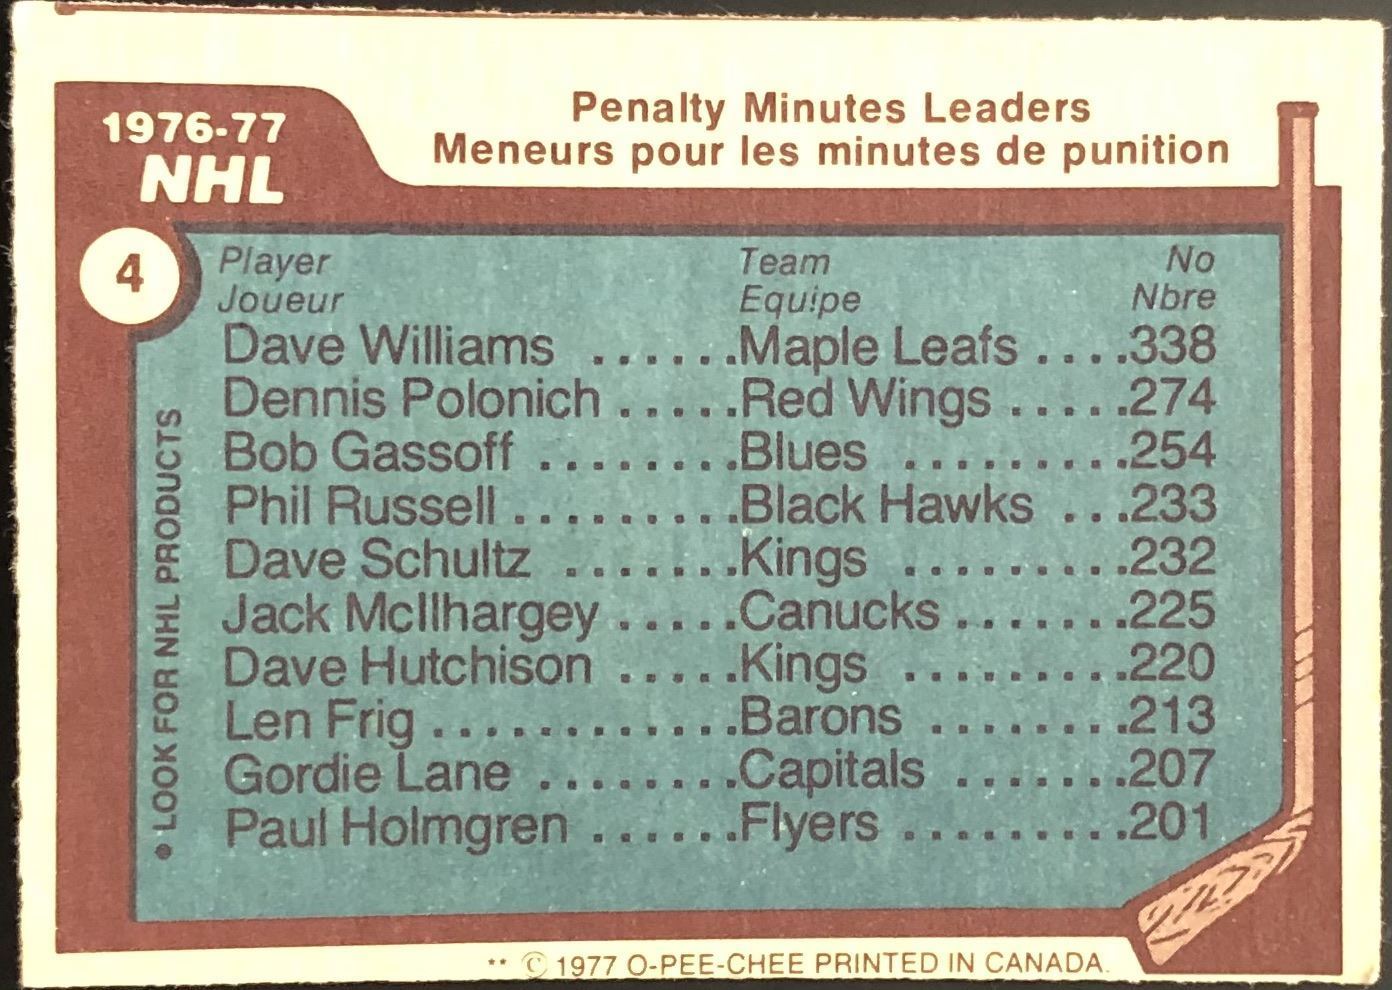 1976-77
NHL
Penalty Minutes Leaders
Meneurs pour les minutes de punition
4
Player Team No
Joueur Equipe Nbre
Dave Williams ......Maple Leafs ....338
Dennis Polonich .....Red Wings .....274
Bob Gassoff ........Blues .........254
Phil Russell .........Black Hawks ...233
Dave Schultz .......Kings .........232
Jack McIlhargey .....Canucks .......225
Dave Hutchison .....Kings .........220
Len Frig ............Barons ........213
Gordie Lane ........Capitals .......207
Paul Holmgren ......Flyers .........201
• LOOK FOR NHL PRODUCTS
** © 1977 O-PEE-CHEE PRINTED IN CANADA.